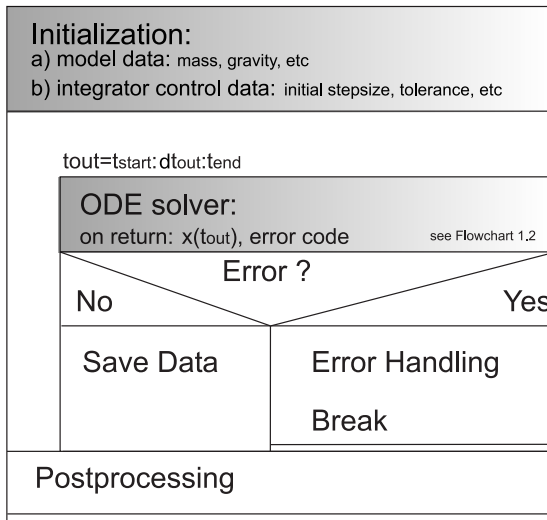 Initialization:
a) model data: mass, gravity, etc
b) integrator control data: initial stepsize, tolerance, etc
tout=tstart:dtout:tend
ODE solver:
on return: x(tout), error code see Flowchart 1.2
Error ?
No Yes
Save Data Error Handling
Break
Postprocessing